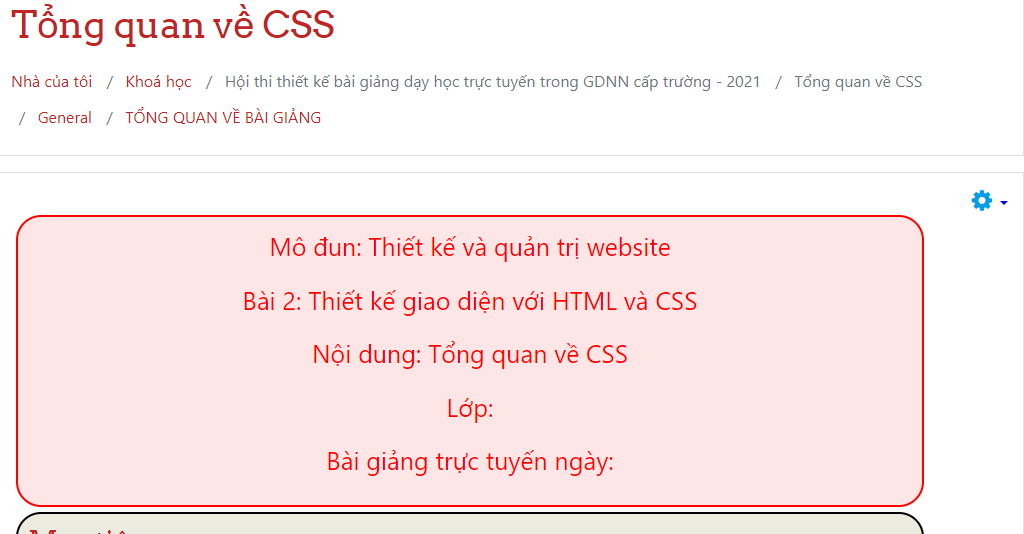 Tổng quan về CSS
Nhà của tôi / Khoá học / Hội thi thiết kế bài giảng dạy học trực tuyến trong GDNN cấp trường - 2021 / Tổng quan về CSS
/ General / TỔNG QUAN VỀ BÀI GIẢNG
Mô đun: Thiết kế và quản trị website
Bài 2: Thiết kế giao diện với HTML và CSS
Nội dung: Tổng quan về CSS
Lớp:
Bài giảng trực tuyến ngày: